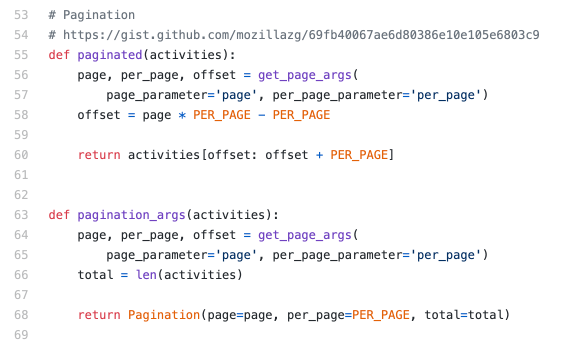 53 # Pagination
54 # https://gist.github.com/mozillazg/69fb40067ae6d80386e10e105e6803c9
55 def paginated(activities):
56     page, per_page, offset = get_page_args(
57         page_parameter='page', per_page_parameter='per_page')
58     offset = page * PER_PAGE - PER_PAGE
59
60     return activities[offset: offset + PER_PAGE]
61
62
63 def pagination_args(activities):
64     page, per_page, offset = get_page_args(
65         page_parameter='page', per_page_parameter='per_page')
66     total = len(activities)
67
68     return Pagination(page=page, per_page=PER_PAGE, total=total)
69